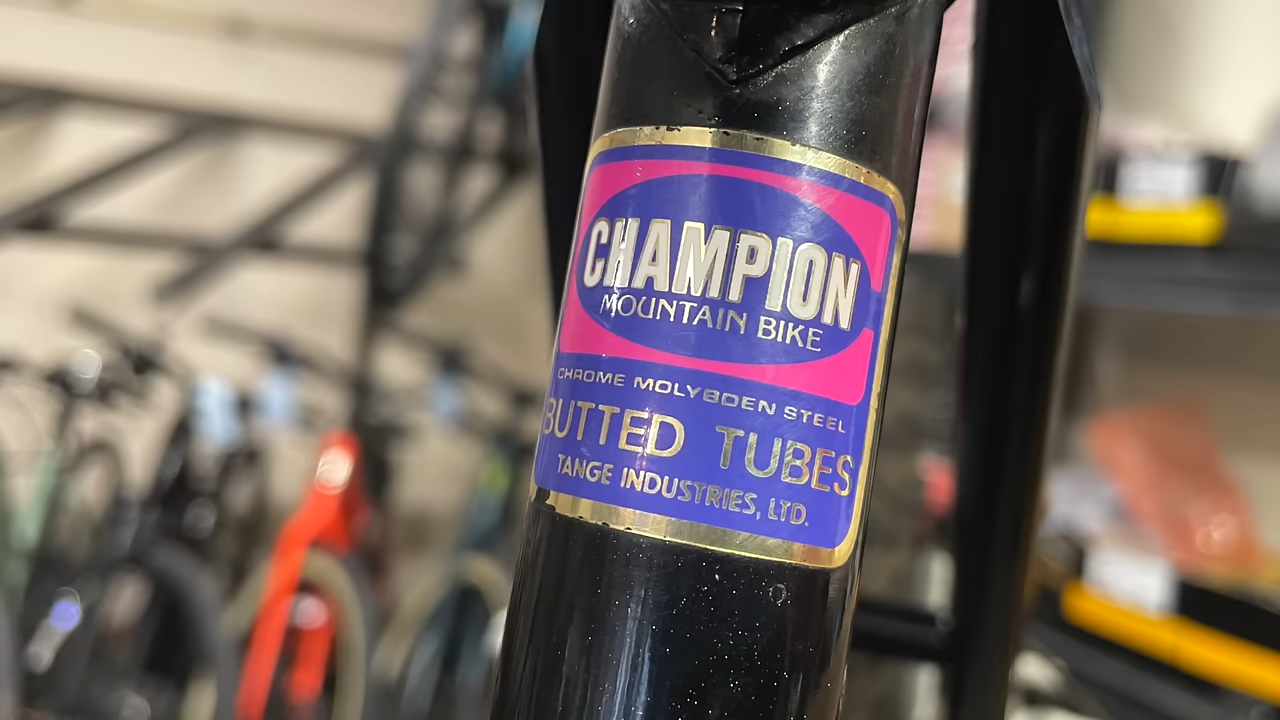 CHAMPION
MOUNTAIN BIKE
CHROME MOLYBDEN STEEL
BUTTED TUBES
TANGE INDUSTRIES, LTD.